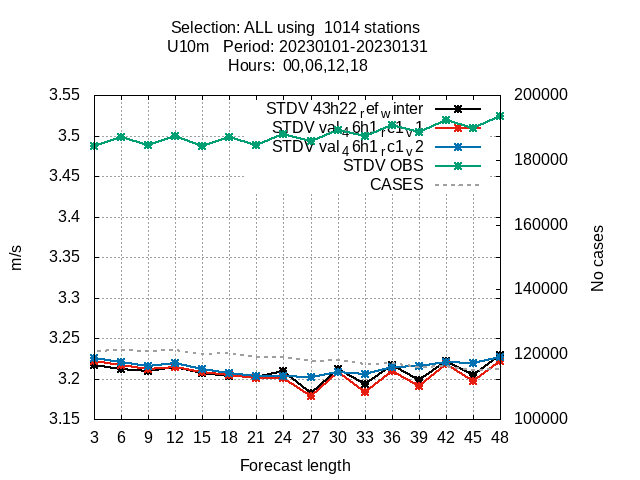 Selection: ALL using  1014 stations
U10m   Period: 20230101-20230131
Hours:  00,06,12,18
3.55
3.5
3.45
3.4
3.35
3.3
3.25
3.2
3.15
m/s
STDV 43h22_ref_winter
STDV val_46h1_rc1_v1
STDV val_46h1_rc1_v2
STDV OBS
CASES
200000
180000
160000
140000
120000
100000
No cases
3 6 9 12 15 18 21 24 27 30 33 36 39 42 45 48
Forecast length